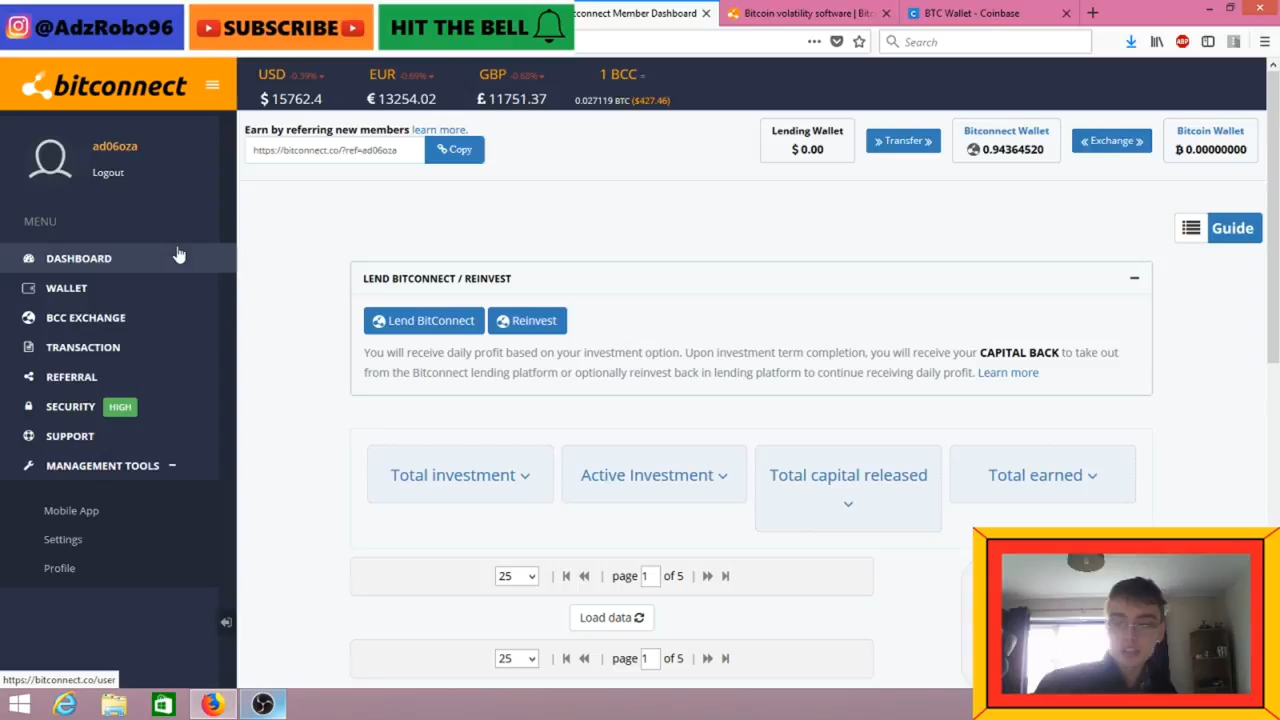 @AdzRobo96
SUBSCRIBE
HIT THE BELL
connect Member Dashboard
Bitcoin volatility software | Bitc
BTC Wallet - Coinbase
Search
ABP
bitconnect
USD -0.59%
EUR -0.69%
GBP -0.68%
1 BCC =
$ 15762.4
€ 13254.02
£ 11751.37
0.027119 BTC ($427.46)
Earn by referring new members learn more.
https://bitconnect.co/?ref=ad06oza
Copy
Lending Wallet
$ 0.00
Transfer
Bitconnect Wallet
0.94364520
Exchange
Bitcoin Wallet
0.00000000
ad06oza
Logout
MENU
DASHBOARD
WALLET
BCC EXCHANGE
TRANSACTION
REFERRAL
SECURITY HIGH
SUPPORT
MANAGEMENT TOOLS
Mobile App
Settings
Profile
Guide
LEND BITCONNECT / REINVEST
Lend BitConnect
Reinvest
You will receive daily profit based on your investment option. Upon investment term completion, you will receive your CAPITAL BACK to take out
from the Bitconnect lending platform or optionally reinvest back in lending platform to continue receiving daily profit. Learn more
Total investment
Active Investment
Total capital released
Total earned
25 | page 1 of 5 |
Load data
25 | page 1 of 5 |
https://bitconnect.co/user